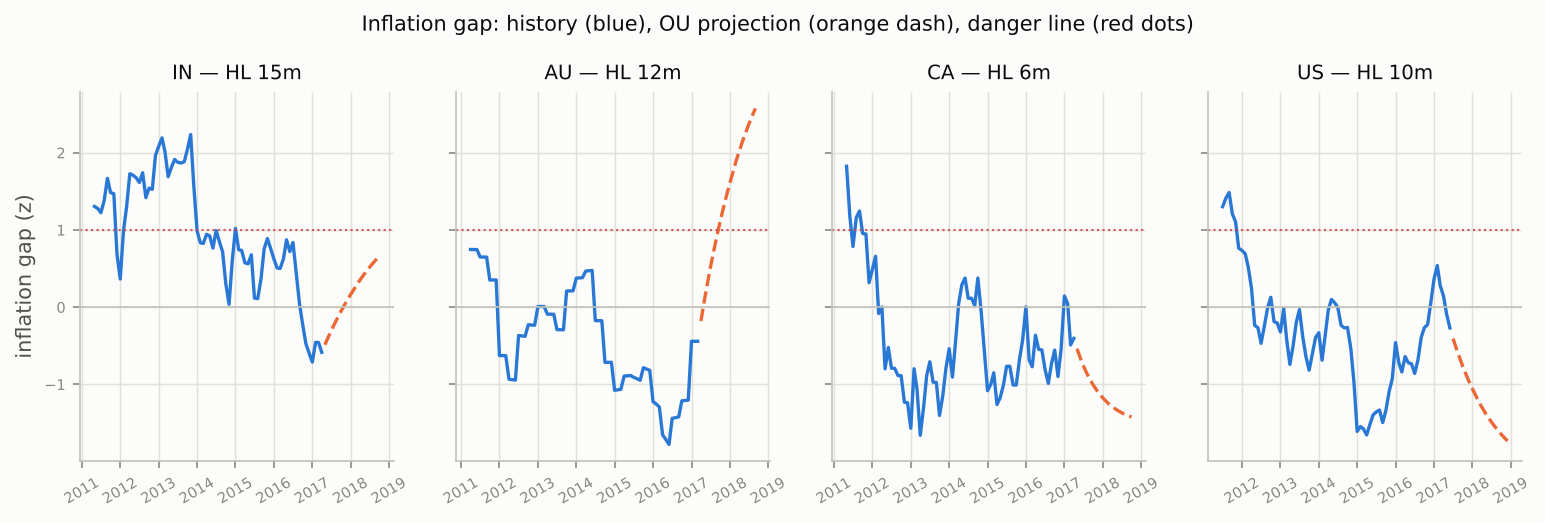 Inflation gap: history (blue), OU projection (orange dash), danger line (red dots)
IN — HL 15m
AU — HL 12m
CA — HL 6m
US — HL 10m
inflation gap (z)
2
1
0
−1
2011 2012 2013 2014 2015 2016 2017 2018 2019
2011 2012 2013 2014 2015 2016 2017 2018 2019
2011 2012 2013 2014 2015 2016 2017 2018 2019
2012 2013 2014 2015 2016 2017 2018 2019